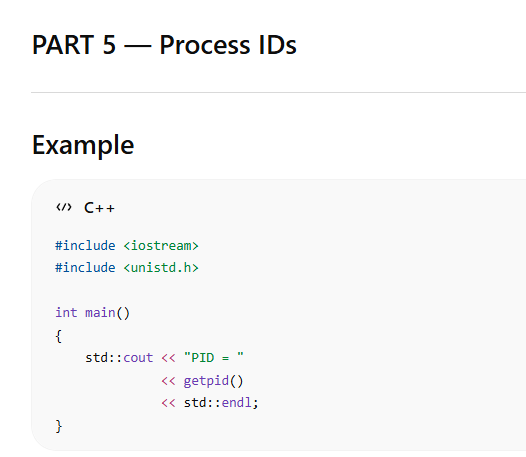 PART 5 — Process IDs
Example
</> C++
#include <iostream>
#include <unistd.h>
int main()
{
    std::cout << "PID = "
              << getpid()
              << std::endl;
}